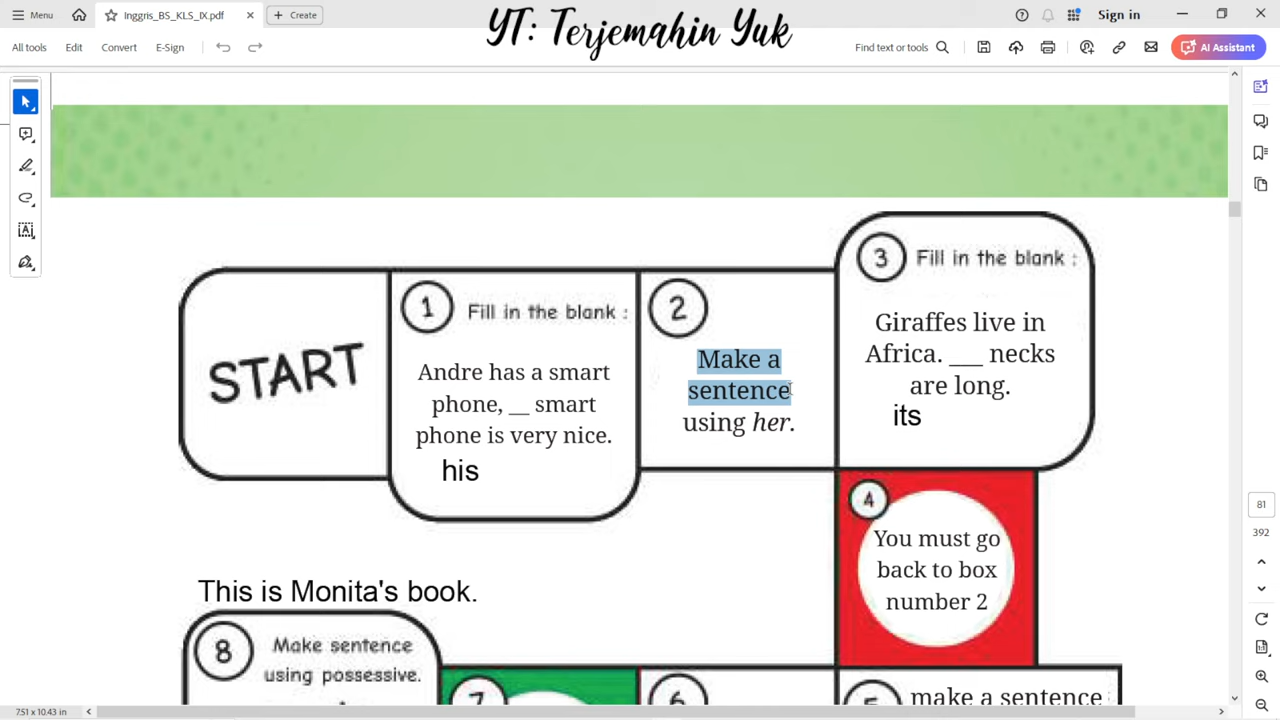 Menu
Inggris_BS_KLS_IX.pdf
Create
YT: Terjemahin Yuk
Sign in
All tools
Edit
Convert
E-Sign
Find text or tools
AI Assistant
START
1 Fill in the blank :
Andre has a smart
phone, __ smart
phone is very nice.
his
2
Make a
sentence
using her.
3 Fill in the blank :
Giraffes live in
Africa. ___ necks
are long.
its
4
You must go
back to box
number 2
This is Monita's book.
8 Make sentence
using possessive.
7
6
5 make a sentence
81
392
7.51 x 10.43 in